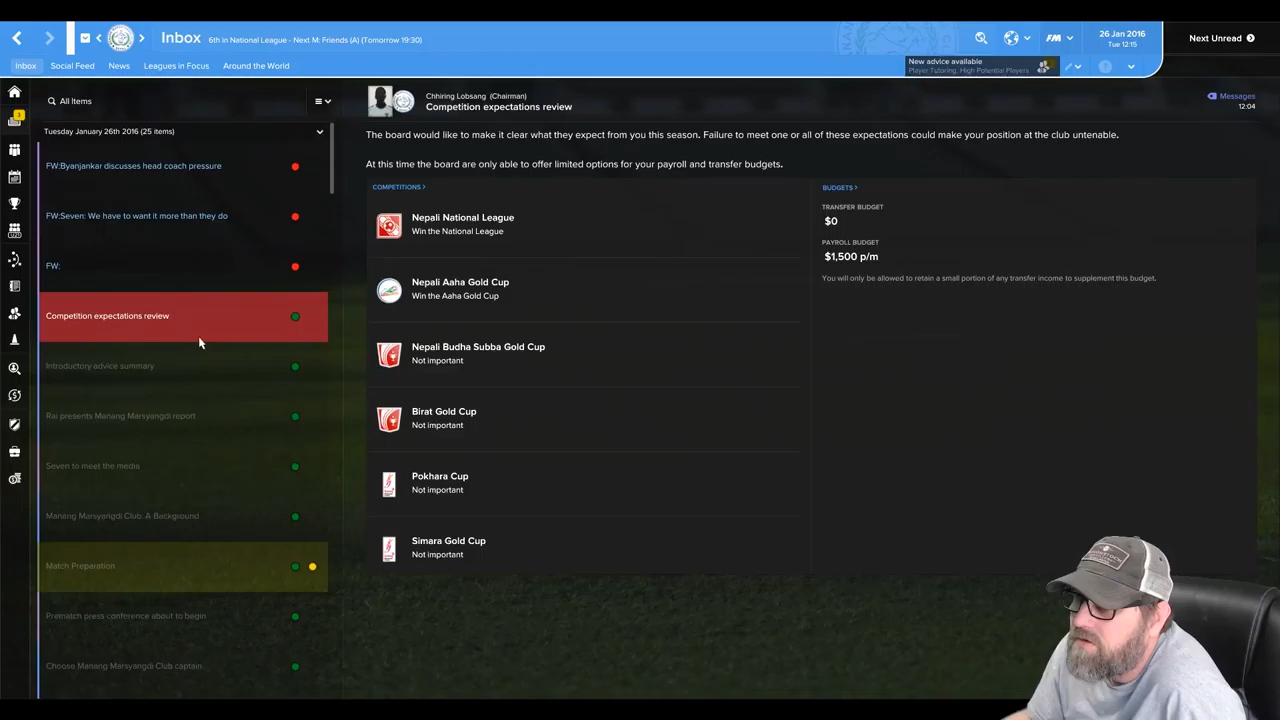 Inbox
6th in National League - Next M: Friends (A) (Tomorrow 19:30)
FM
26 Jan 2016
Tue 12:15
Next Unread
Inbox
Social Feed
News
Leagues in Focus
Around the World
New advice available
Player Tutoring, High Potential Players
3
All Items
Tuesday January 26th 2016 (25 items)
FW:Byanjankar discusses head coach pressure
FW:Seven: We have to want it more than they do
FW:
Competition expectations review
Introductory advice summary
Rai presents Manang Marsyangdi report
Seven to meet the media
Manang Marsyangdi Club: A Background
Match Preparation
Prematch press conference about to begin
Choose Manang Marsyangdi Club captain
Chhiring Lobsang (Chairman)
Competition expectations review
Messages
12:04
The board would like to make it clear what they expect from you this season. Failure to meet one or all of these expectations could make your position at the club untenable.
At this time the board are only able to offer limited options for your payroll and transfer budgets.
COMPETITIONS >
Nepali National League
Win the National League
Nepali Aaha Gold Cup
Win the Aaha Gold Cup
Nepali Budha Subba Gold Cup
Not important
Birat Gold Cup
Not important
Pokhara Cup
Not important
Simara Gold Cup
Not important
BUDGETS >
TRANSFER BUDGET
$0
PAYROLL BUDGET
$1,500 p/m
You will only be allowed to retain a small portion of any transfer income to supplement this budget.